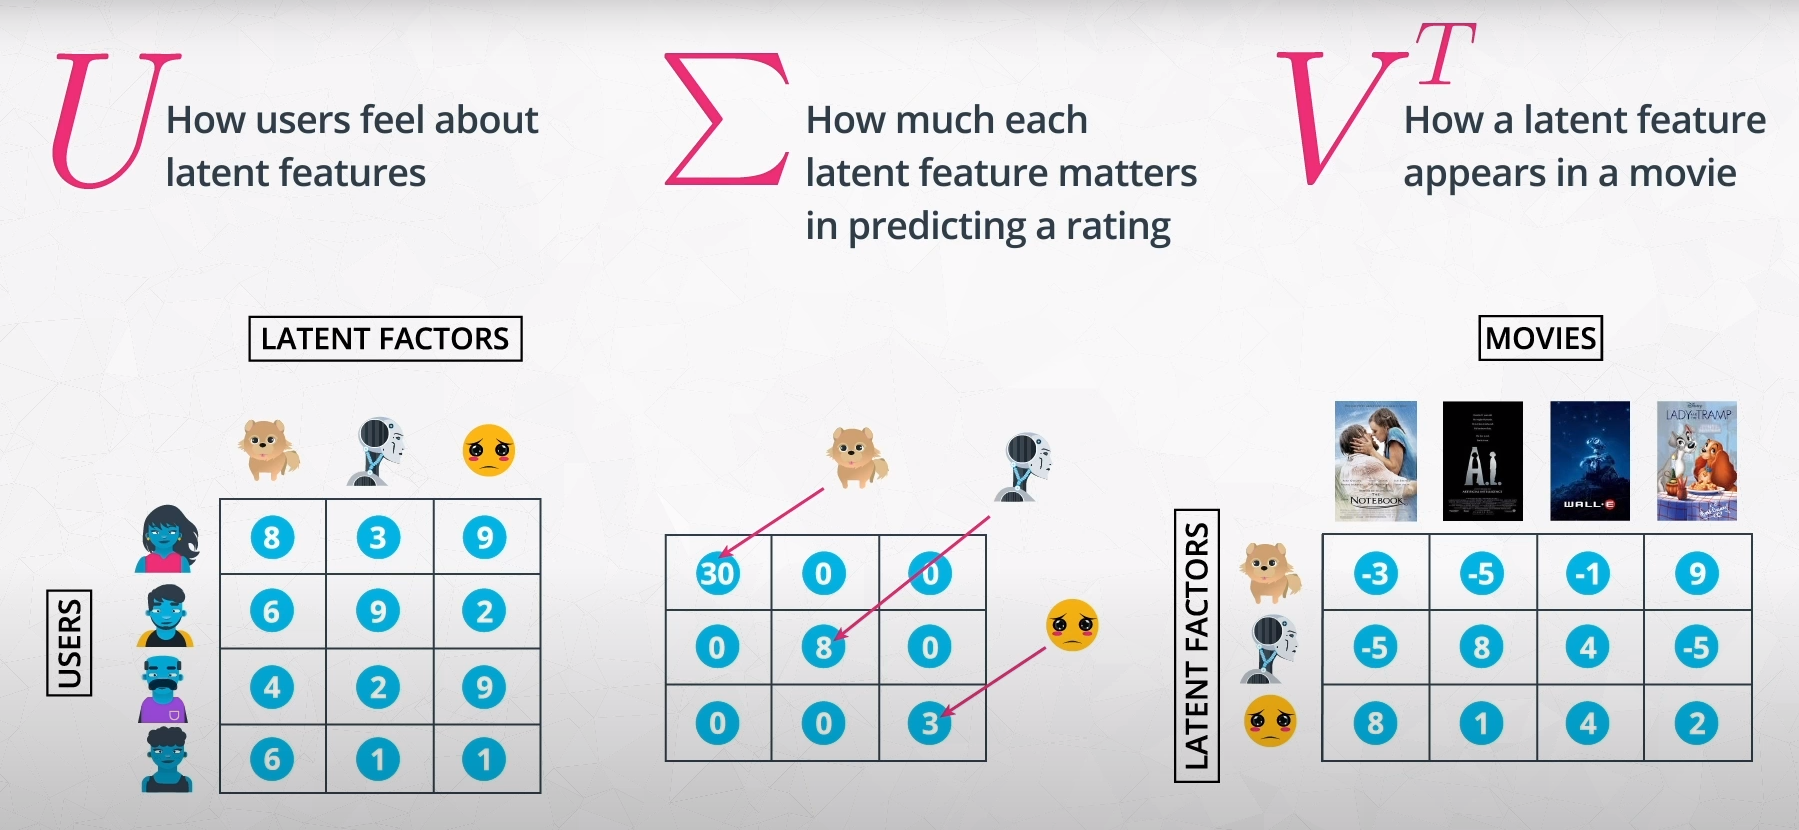 U
How users feel about
latent features
Σ
How much each
latent feature matters
in predicting a rating
V^T
How a latent feature
appears in a movie
LATENT FACTORS
USERS
8 3 9
6 9 2
4 2 9
6 1 1
30 0 0
0 8 0
0 0 3
MOVIES
THE
NOTEBOOK
A.I.
ARTIFICIAL INTELLIGENCE
WALL·E
Disney
LADY AND THE TRAMP
LATENT FACTORS
-3 -5 -1 9
-5 8 4 -5
8 1 4 2